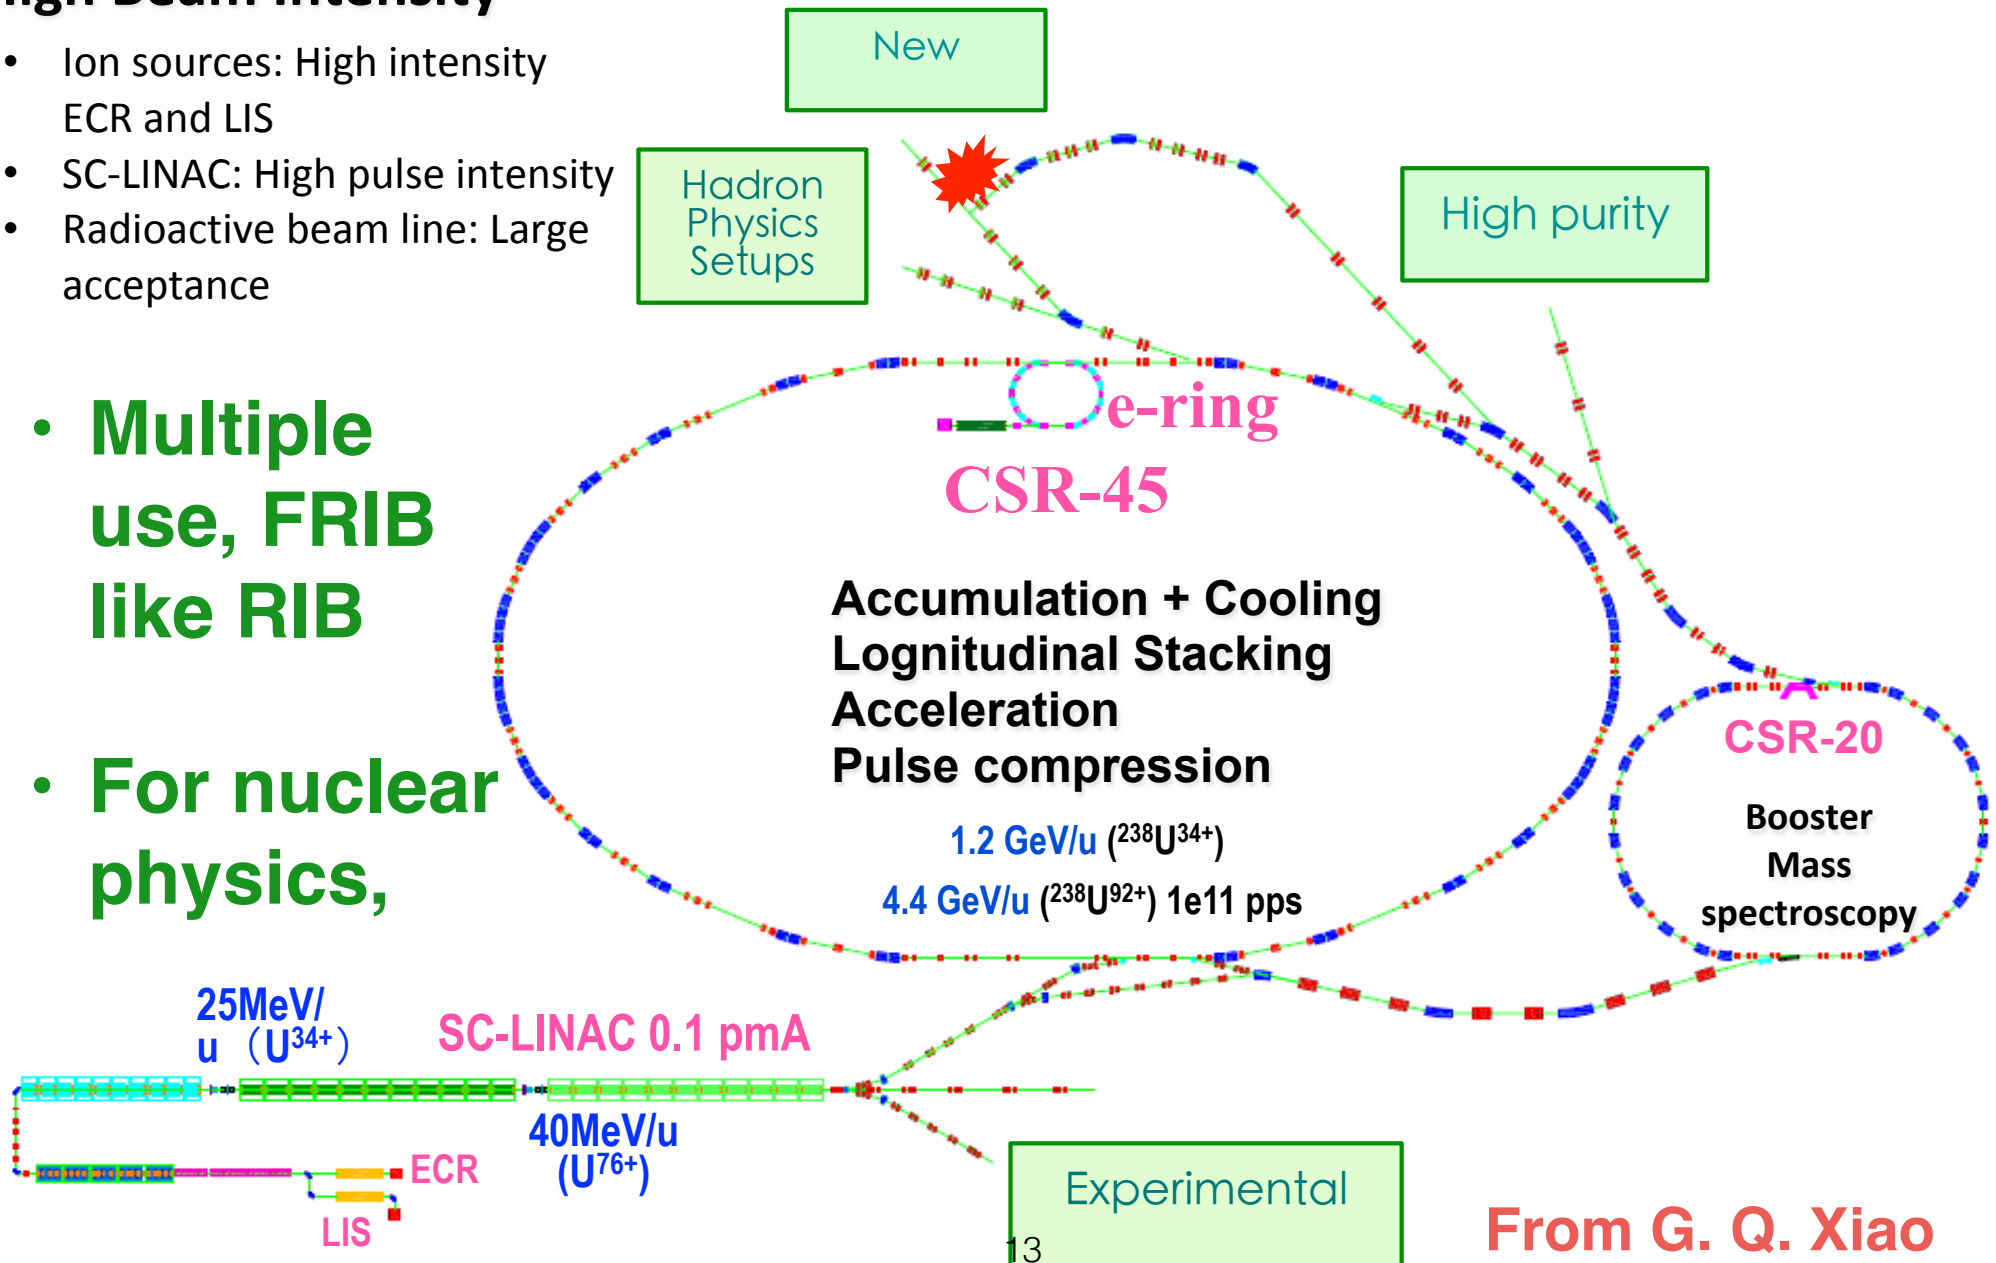 High Beam Intensity
• Ion sources: High intensity
ECR and LIS
• SC-LINAC: High pulse intensity
• Radioactive beam line: Large
acceptance
• Multiple
use, FRIB
like RIB
• For nuclear
physics,
New
Hadron
Physics
Setups
High purity
e-ring
CSR-45
Accumulation + Cooling
Lognitudinal Stacking
Acceleration
Pulse compression
1.2 GeV/u (²³⁸U³⁴⁺)
4.4 GeV/u (²³⁸U⁹²⁺) 1e11 pps
CSR-20
Booster
Mass
spectroscopy
25MeV/
u（U³⁴⁺）
SC-LINAC 0.1 pmA
40MeV/u
(U⁷⁶⁺)
ECR
LIS
Experimental
13
From G. Q. Xiao